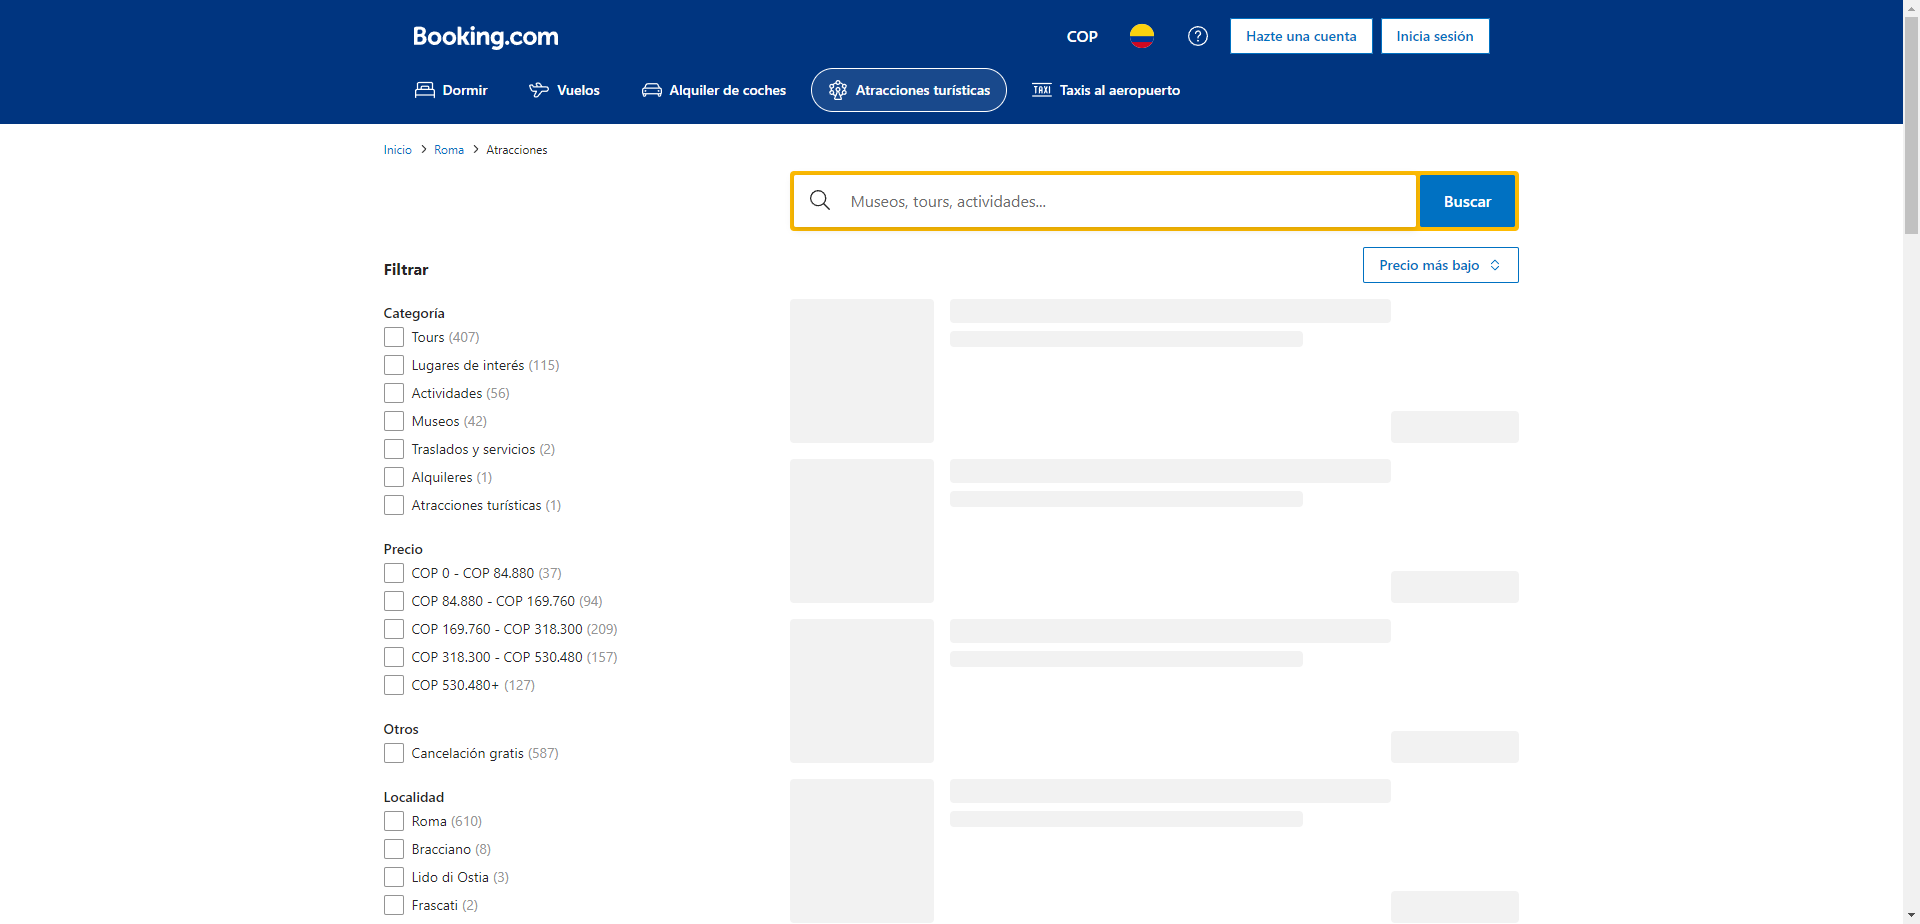 Booking.com
COP
Hazte una cuenta
Inicia sesión
Dormir
Vuelos
Alquiler de coches
Atracciones turísticas
TAXI
Taxis al aeropuerto
Inicio > Roma > Atracciones
Museos, tours, actividades...
Buscar
Filtrar
Precio más bajo
Categoría
Tours (407)
Lugares de interés (115)
Actividades (56)
Museos (42)
Traslados y servicios (2)
Alquileres (1)
Atracciones turísticas (1)
Precio
COP 0 - COP 84.880 (37)
COP 84.880 - COP 169.760 (94)
COP 169.760 - COP 318.300 (209)
COP 318.300 - COP 530.480 (157)
COP 530.480+ (127)
Otros
Cancelación gratis (587)
Localidad
Roma (610)
Bracciano (8)
Lido di Ostia (3)
Frascati (2)